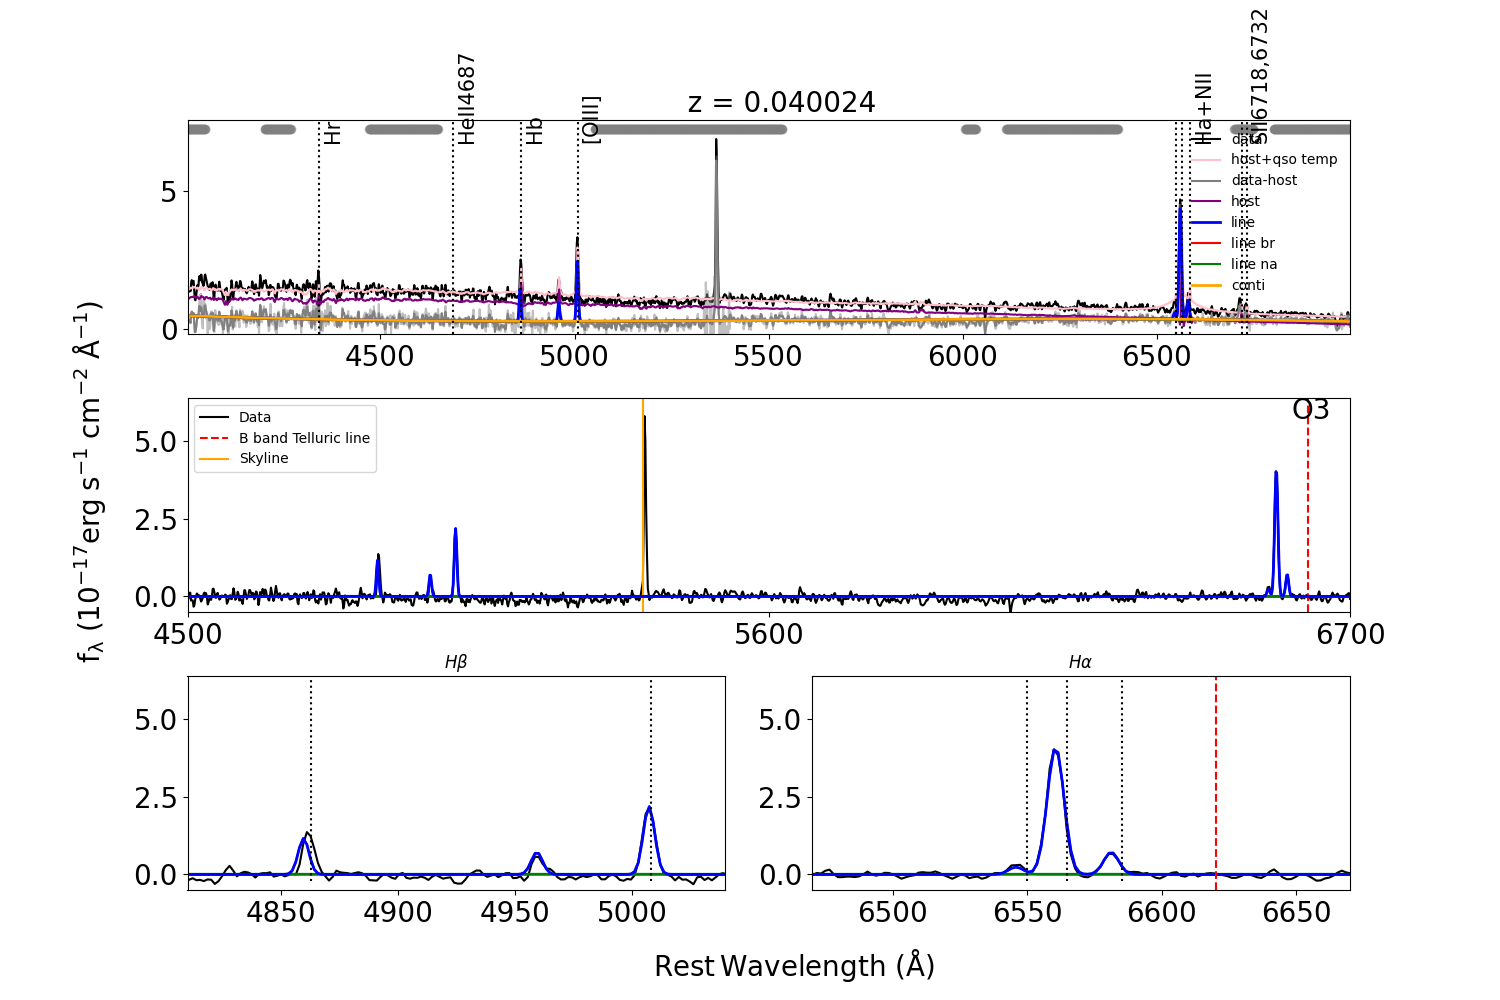 z = 0.040024
Hr
HeII4687
Hb
[OIII]
Ha+NII
SII6718,6732
data
host+qso temp
data-host
host
line
line br
line na
conti
5
0
4500
5000
5500
6000
6500
fλ (10⁻¹⁷erg s⁻¹ cm⁻² Å⁻¹)
Data
B band Telluric line
Skyline
O3
5.0
2.5
0.0
4500
5600
6700
Hβ
5.0
2.5
0.0
4850
4900
4950
5000
Hα
5.0
2.5
0.0
6500
6550
6600
6650
Rest Wavelength (Å)